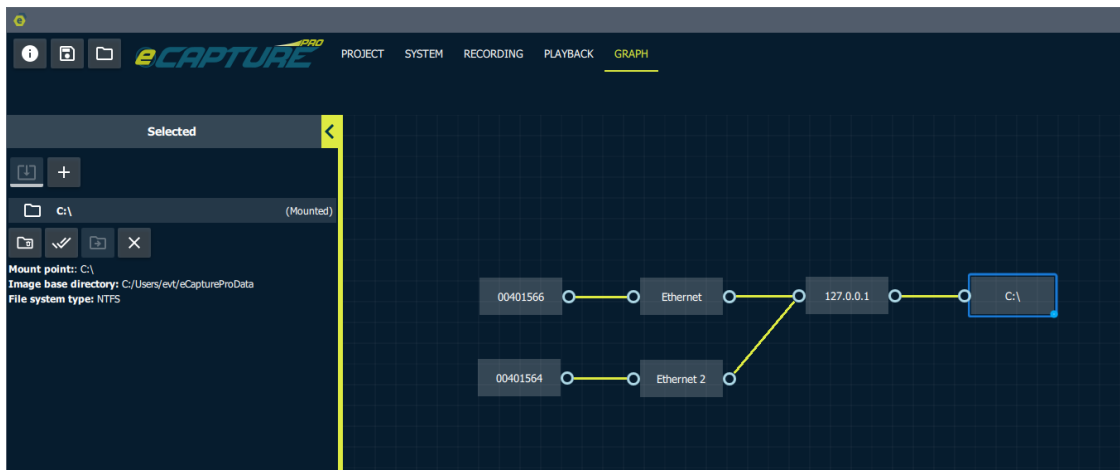 e
i
eCAPTURE PRO
PROJECT SYSTEM RECORDING PLAYBACK GRAPH
Selected
C:\ (Mounted)
Mount point:: C:\
Image base directory: C:/Users/evt/eCaptureProData
File system type: NTFS
00401566 Ethernet 127.0.0.1 C:\
00401564 Ethernet 2